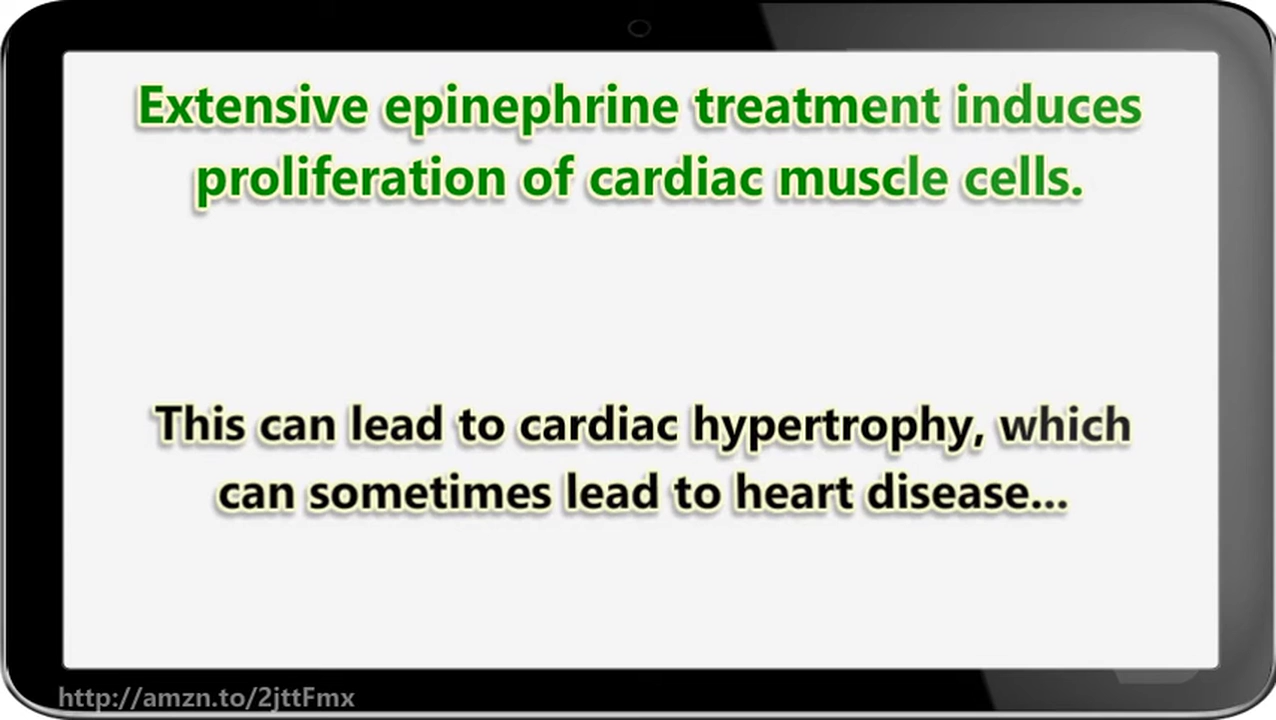 Extensive epinephrine treatment induces
proliferation of cardiac muscle cells.
This can lead to cardiac hypertrophy, which
can sometimes lead to heart disease...
http://amzn.to/2jttFmx